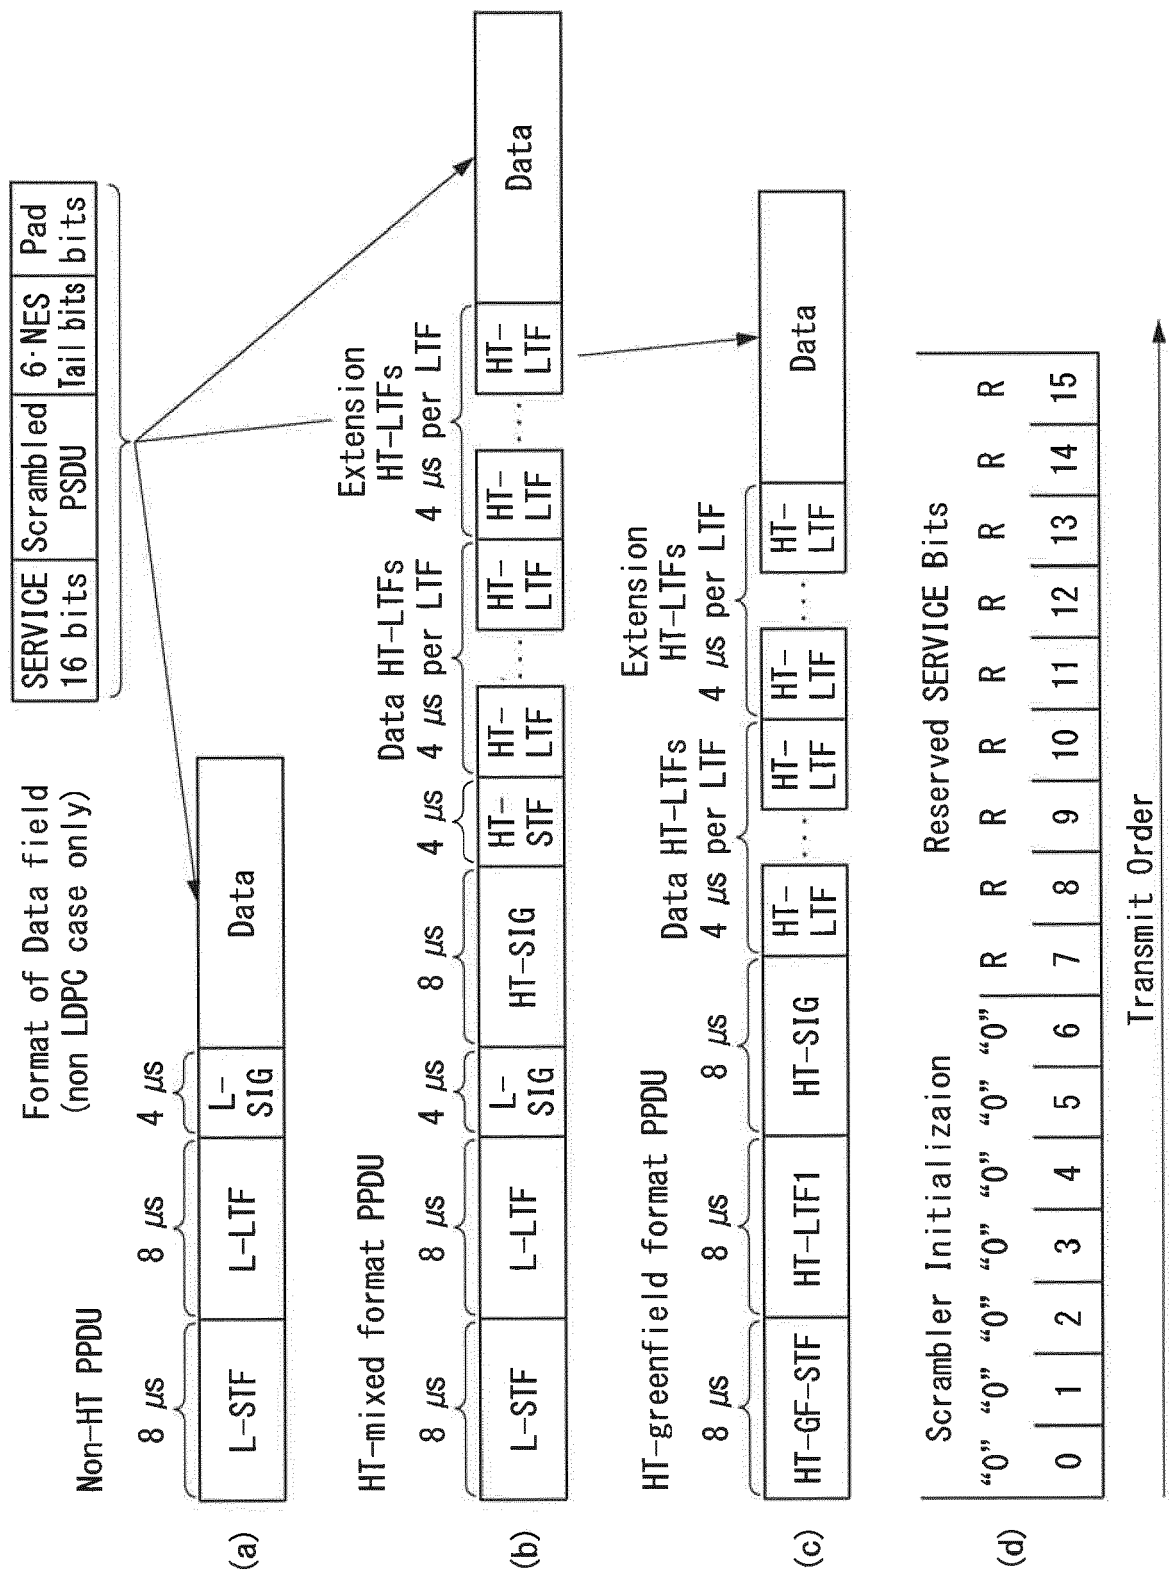 Format of Data field
(non LDPC case only)
SERVICE
16 bits
Scrambled
PSDU
6·NES
Tail bits
Pad
bits
Non-HT PPDU
8 µs
8 µs
4 µs
(a)
L-STF
L-LTF
L-
SIG
Data
HT-mixed format PPDU
8 µs
8 µs
4 µs
8 µs
4 µs
Data HT-LTFs
4 µs per LTF
Extension
HT-LTFs
4 µs per LTF
(b)
L-STF
L-LTF
L-
SIG
HT-SIG
HT-
STF
HT-
LTF
····
HT-
LTF
HT-
LTF
····
HT-
LTF
Data
HT-greenfield format PPDU
8 µs
8 µs
8 µs
Data HT-LTFs
4 µs per LTF
Extension
HT-LTFs
4 µs per LTF
(c)
HT-GF-STF
HT-LTF1
HT-SIG
HT-
LTF
····
HT-
LTF
HT-
LTF
····
HT-
LTF
Data
(d)
Scrambler Initializaion
Reserved SERVICE Bits
“0” “0” “0” “0” “0” “0” “0” R R R R R R R R R
0 1 2 3 4 5 6 7 8 9 10 11 12 13 14 15
Transmit Order